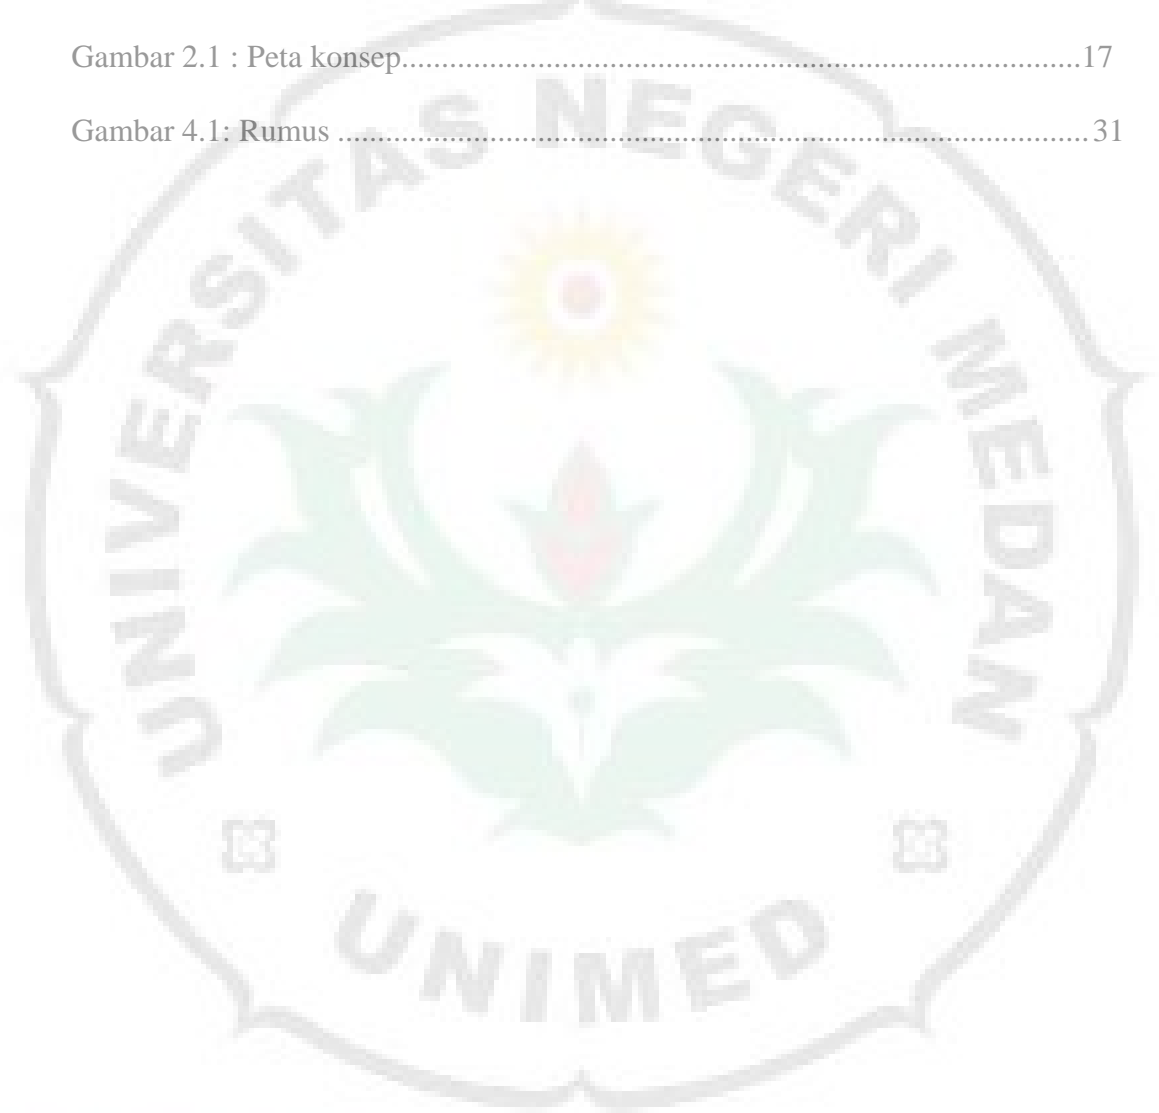 Gambar 2.1 : Peta konsep......................................................................................17
Gambar 4.1: Rumus ...............................................................................................31
UNIVERSITAS NEGERI MEDAN
UNIMED